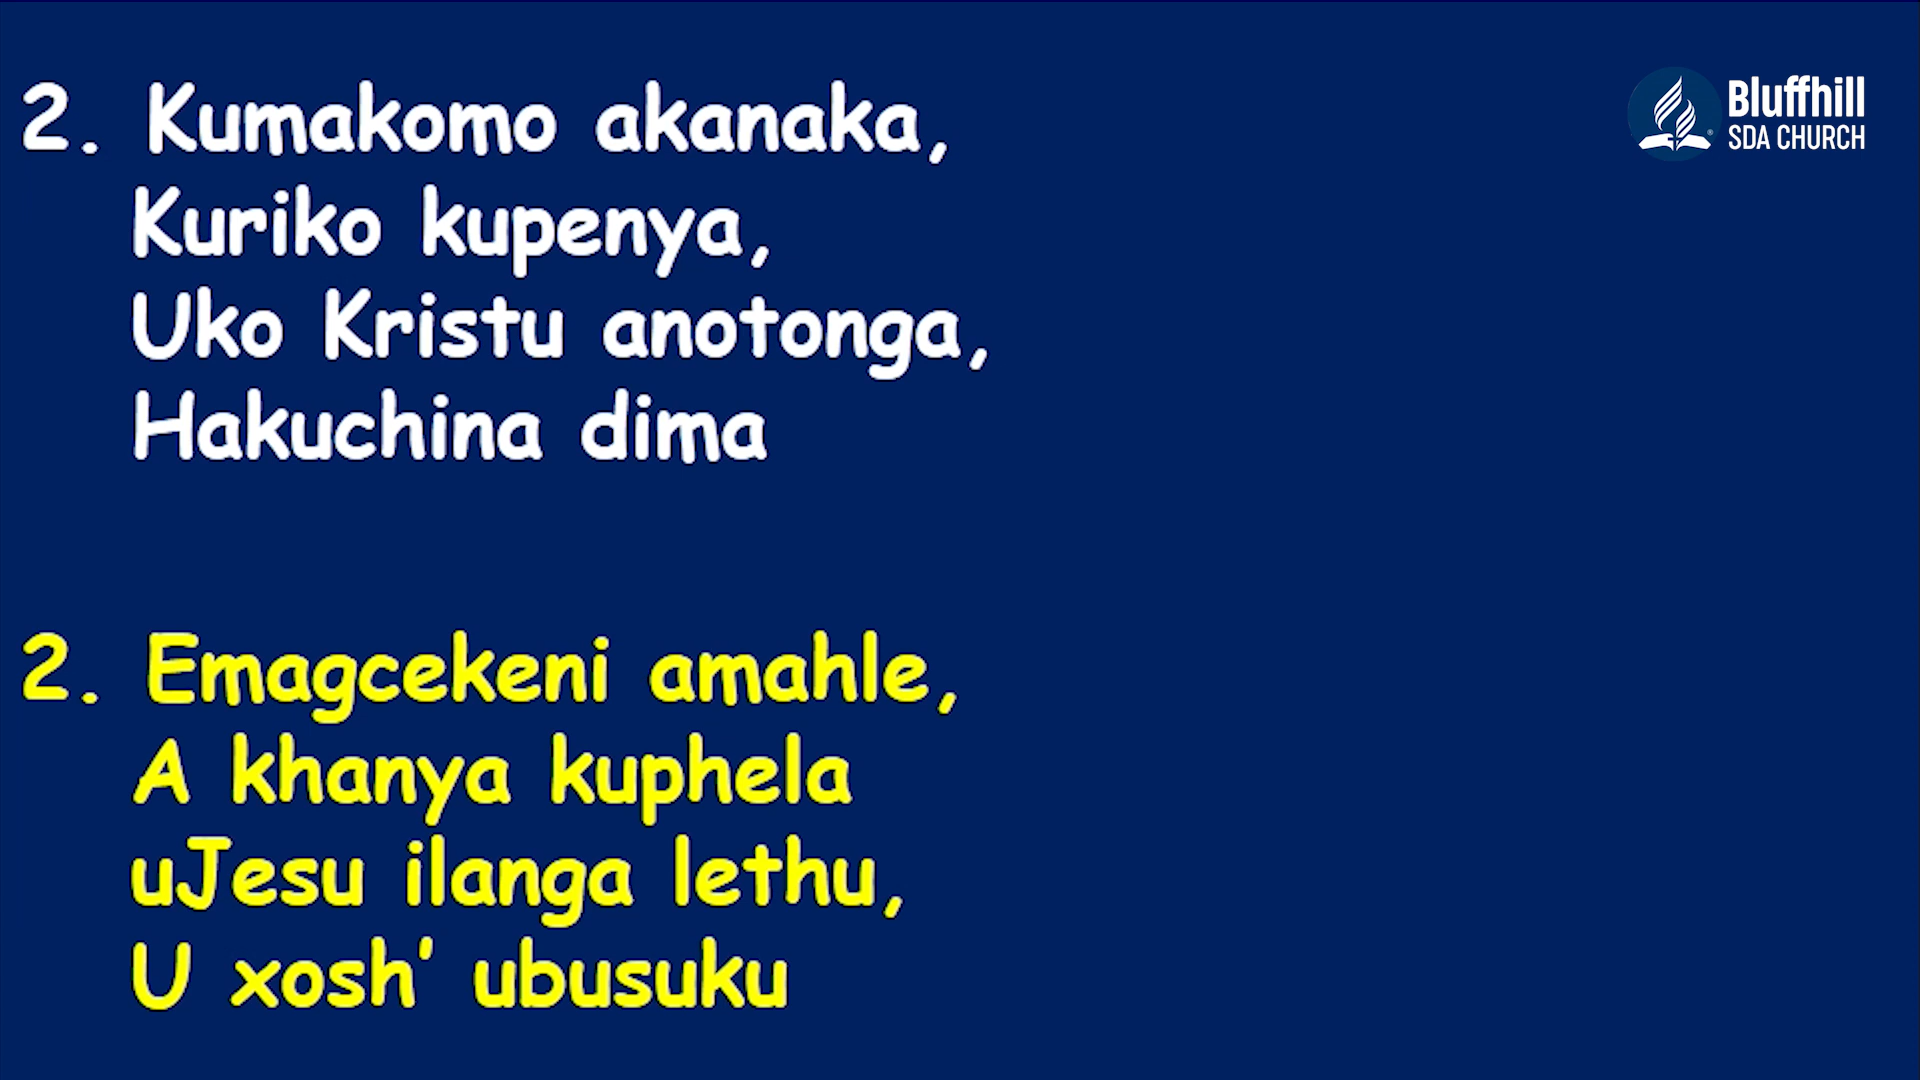 2. Kumakomo akanaka,
Kuriko kupenya,
Uko Kristu anotonga,
Hakuchina dima
2. Emagcekeni amahle,
A khanya kuphela
uJesu ilanga lethu,
U xosh' ubusuku
Bluffhill
SDA CHURCH